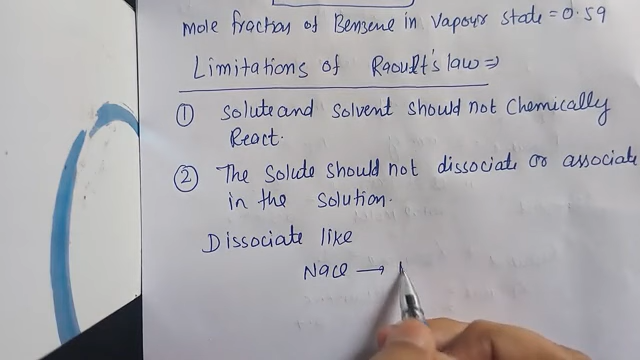 mole fraction of Benzene in Vapour state = 0.59
Limitations of Raoult's law ⇒
① Solute and Solvent should not Chemically
React.
② The Solute should not dissociate or associate
in the solution.
Dissociate like
NaCl →